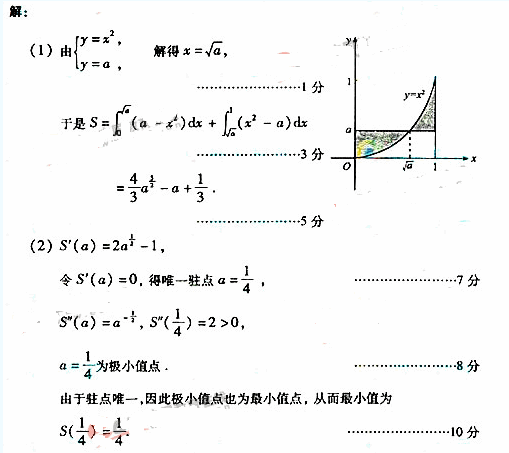 解:
(1) 由{y = x², y = a, 解得 x = √a,
……………………1 分
于是 S = ∫₀^√a (a - x²)dx + ∫_√a^1 (x² - a)dx
……………………3 分
= 4/3 a^(3/2) - a + 1/3 .
……………………5 分
y
1
y=x²
a
O
√a
1
x
(2) S′(a) = 2a^(1/2) - 1,
令 S′(a) = 0, 得唯一驻点 a = 1/4 , ……………………7 分
S″(a) = a^(-1/2), S″(1/4) = 2 > 0,
a = 1/4 为极小值点 . ……………………8 分
由于驻点唯一,因此极小值点也为最小值点, 从而最小值为
S(1/4) = 1/4. ……………………10 分